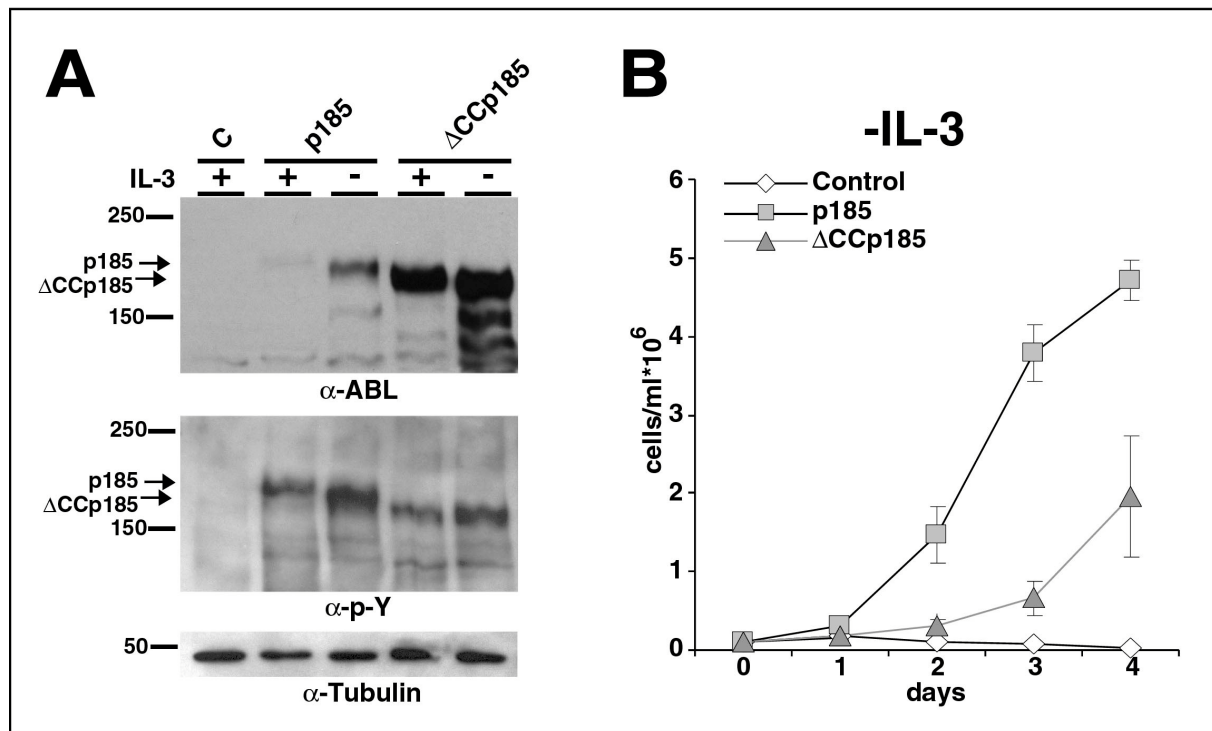 A
C
p185
ΔCCp185
IL-3
+ + - + -
250
p185
ΔCCp185
150
α-ABL
250
p185
ΔCCp185
150
α-p-Y
50
α-Tubulin
B
-IL-3
Control
p185
ΔCCp185
cells/ml*10⁶
6
5
4
3
2
1
0
0 1 2 3 4
days